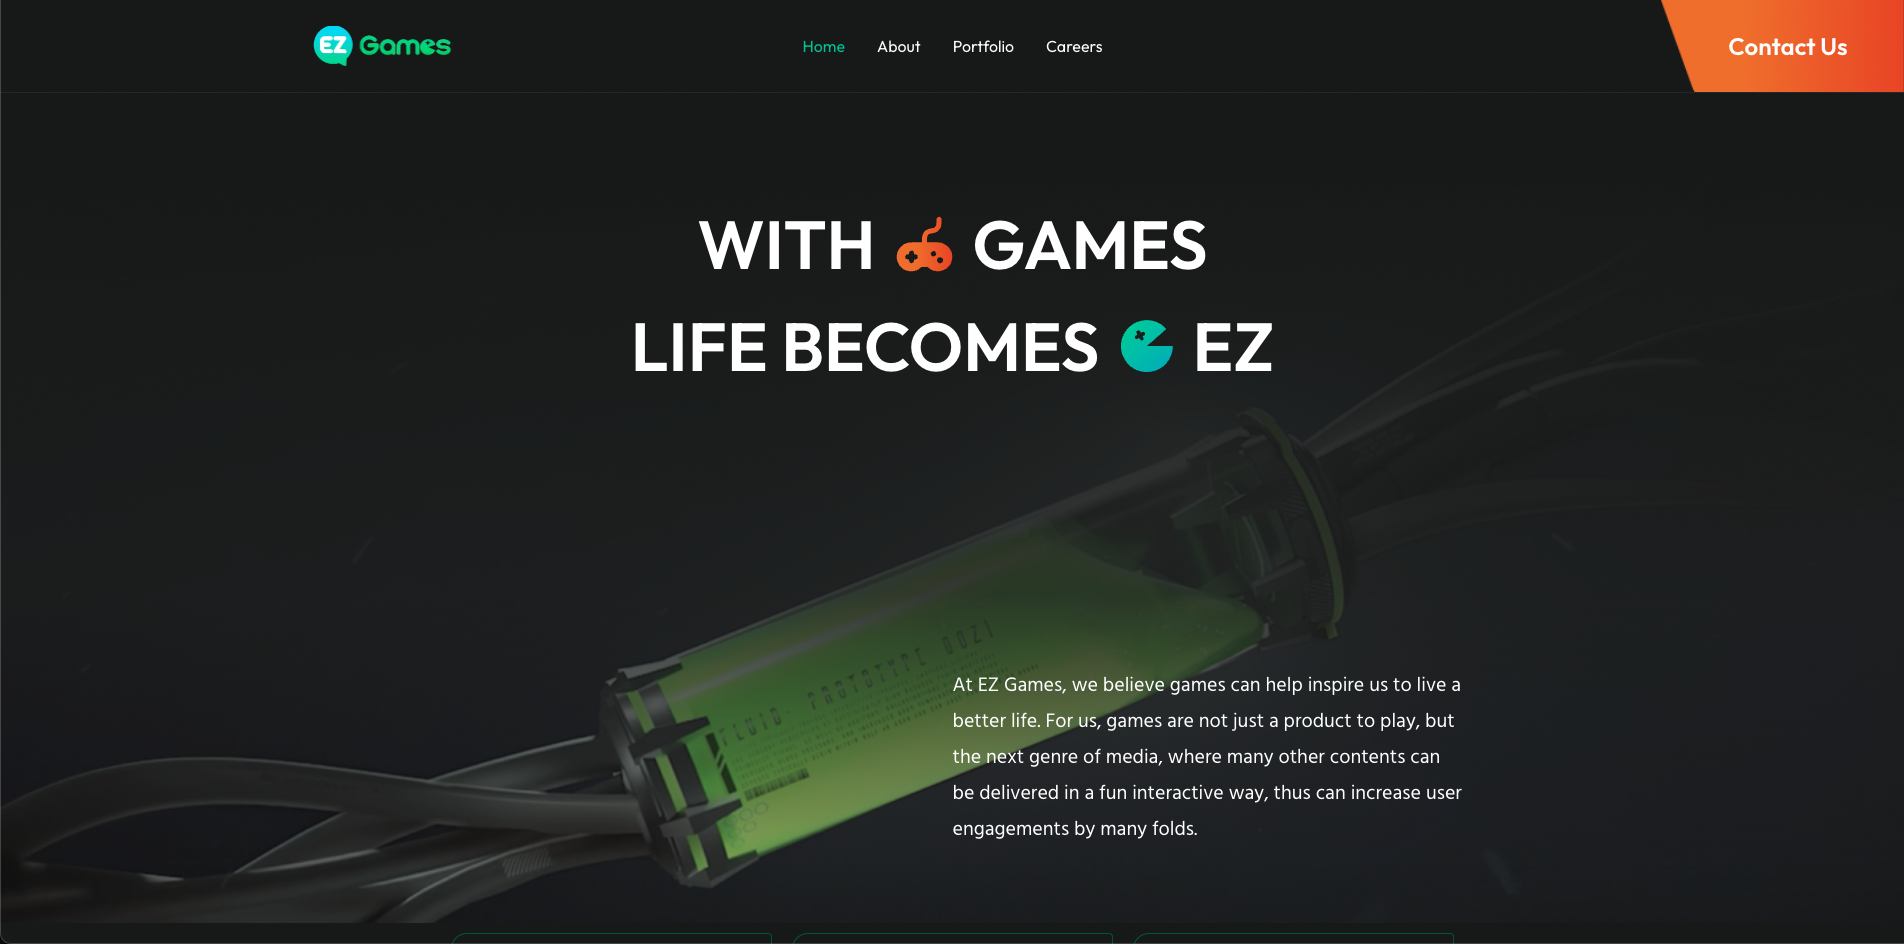 EZ Games
Home
About
Portfolio
Careers
Contact Us
WITH GAMES
LIFE BECOMES EZ
FLUID: PROTOTYPE 0021
At EZ Games, we believe games can help inspire us to live a
better life. For us, games are not just a product to play, but
the next genre of media, where many other contents can
be delivered in a fun interactive way, thus can increase user
engagements by many folds.